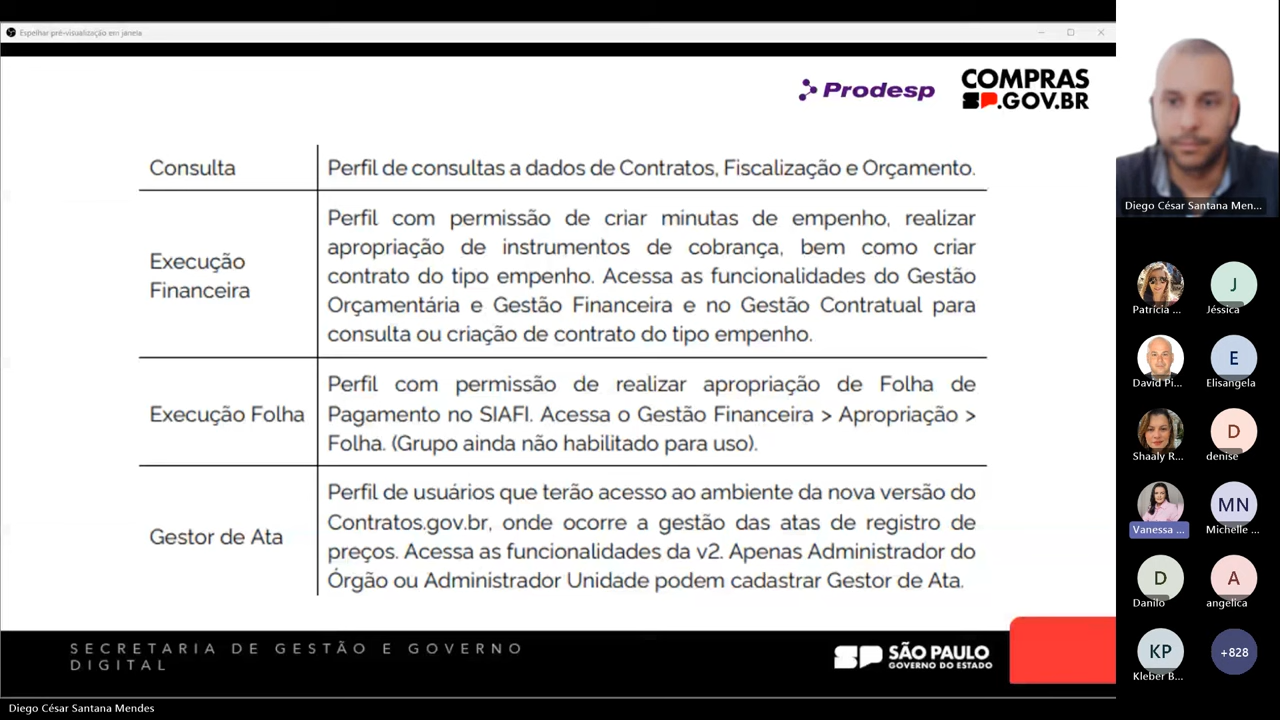 Espelhar pré-visualização em janela
Prodesp
COMPRAS
SP.GOV.BR
Consulta
Perfil de consultas a dados de Contratos, Fiscalização e Orçamento.
Execução
Financeira
Perfil com permissão de criar minutas de empenho, realizar
apropriação de instrumentos de cobrança, bem como criar
contrato do tipo empenho. Acessa as funcionalidades do Gestão
Orçamentária e Gestão Financeira e no Gestão Contratual para
consulta ou criação de contrato do tipo empenho.
Execução Folha
Perfil com permissão de realizar apropriação de Folha de
Pagamento no SIAFI. Acessa o Gestão Financeira > Apropriação >
Folha. (Grupo ainda não habilitado para uso).
Gestor de Ata
Perfil de usuários que terão acesso ao ambiente da nova versão do
Contratos.gov.br, onde ocorre a gestão das atas de registro de
preços. Acessa as funcionalidades da v2. Apenas Administrador do
Órgão ou Administrador Unidade podem cadastrar Gestor de Ata.
SECRETARIA DE GESTÃO E GOVERNO
DIGITAL
SP SÃO PAULO
GOVERNO DO ESTADO
Diego César Santana Mendes
Diego César Santana Men...
J
Patrícia ...
Jéssica
E
David Pi...
Elisangela
D
Shaaly R...
denise
MN
Vanessa ...
Michelle ...
D
A
Danilo
angelica
KP
+828
Kleber B...